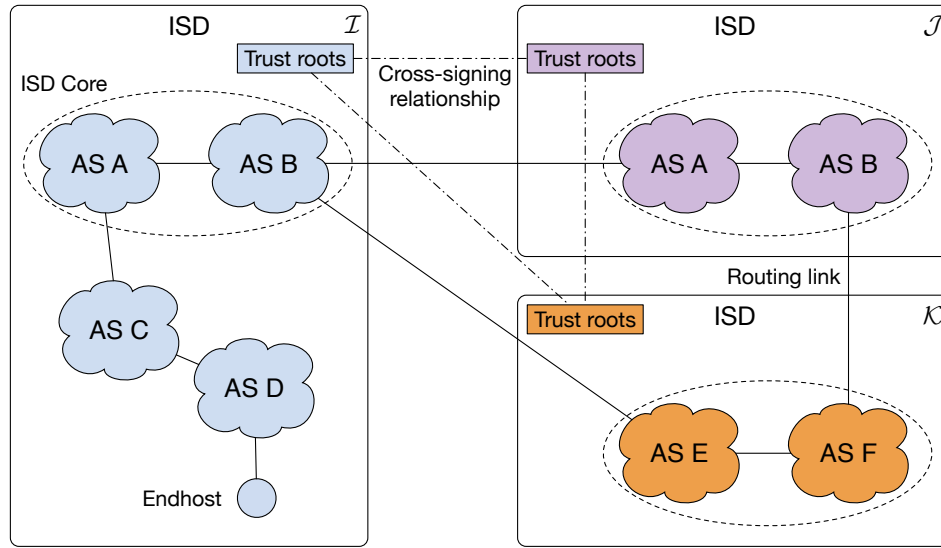 ISD
𝓘
Trust roots
ISD Core
AS A
AS B
AS C
AS D
Endhost
Cross-signing
relationship
ISD
𝓙
Trust roots
AS A
AS B
Routing link
ISD
𝓚
Trust roots
AS E
AS F